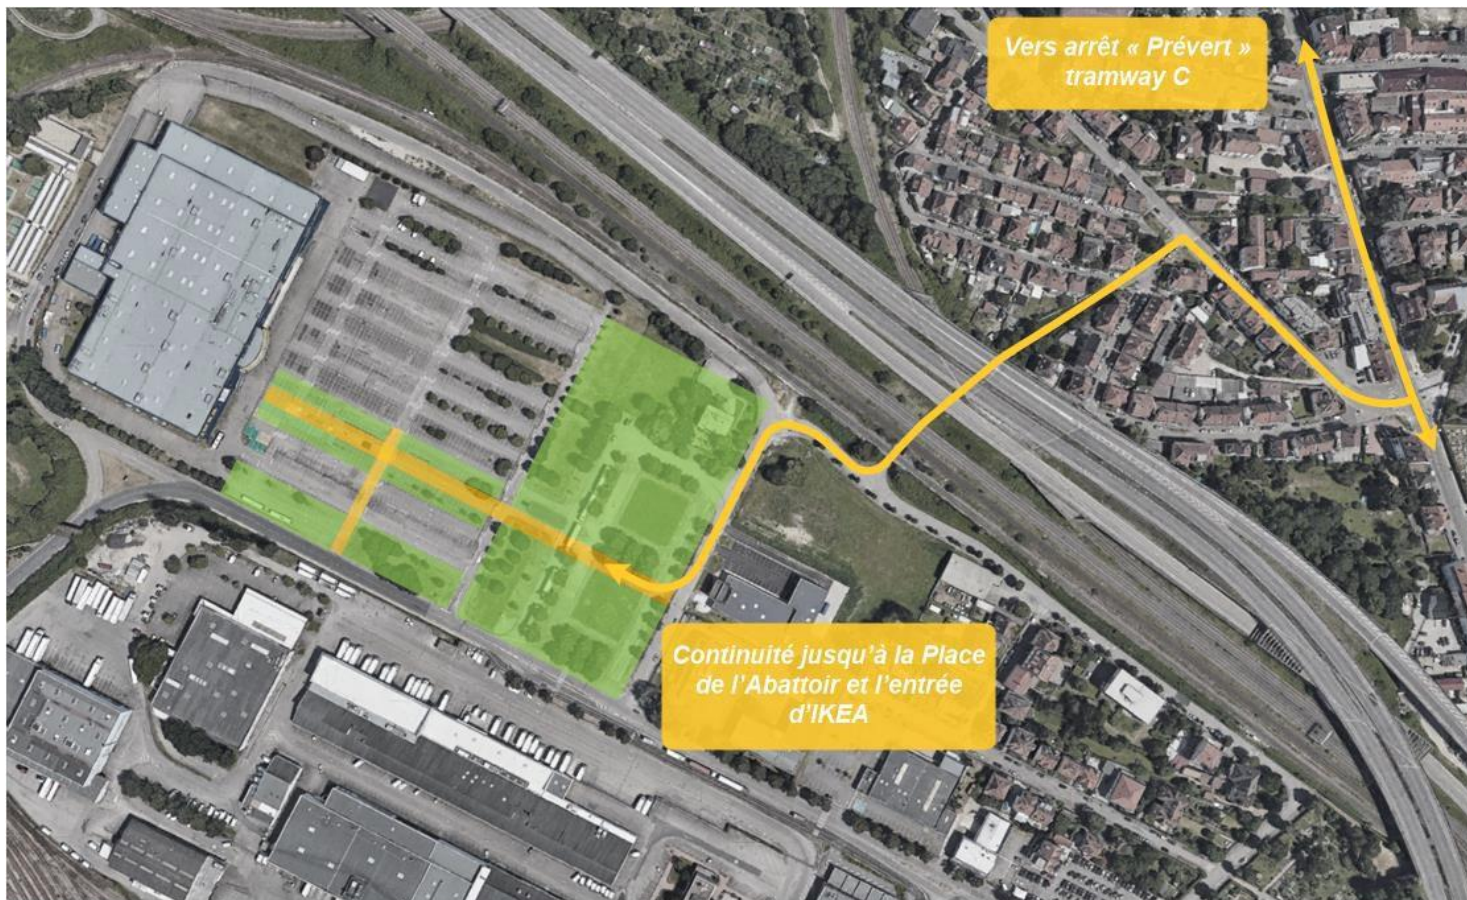 Vers arrêt « Prévert »
tramway C
Continuité jusqu'à la Place
de l'Abattoir et l'entrée
d'IKEA